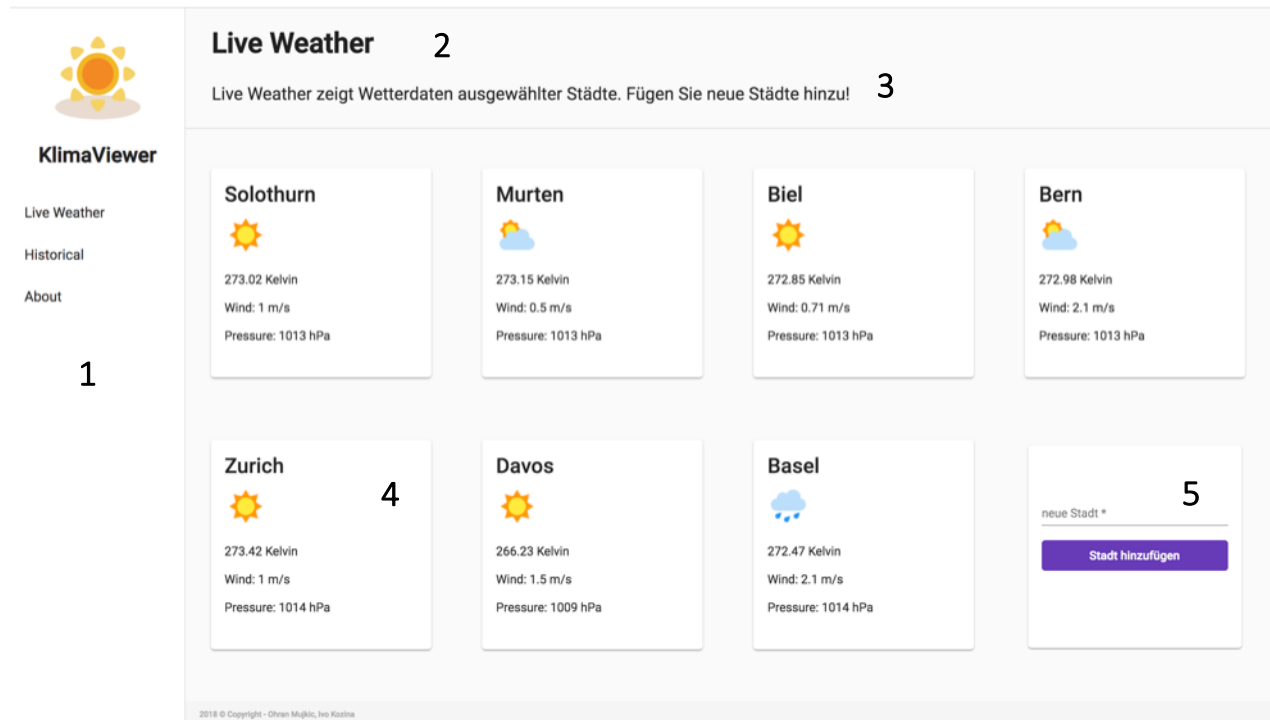 KlimaViewer
Live Weather
Historical
About
1
Live Weather 2
Live Weather zeigt Wetterdaten ausgewählter Städte. Fügen Sie neue Städte hinzu! 3
Solothurn
273.02 Kelvin
Wind: 1 m/s
Pressure: 1013 hPa
Murten
273.15 Kelvin
Wind: 0.5 m/s
Pressure: 1013 hPa
Biel
272.85 Kelvin
Wind: 0.71 m/s
Pressure: 1013 hPa
Bern
272.98 Kelvin
Wind: 2.1 m/s
Pressure: 1013 hPa
Zurich
4
273.42 Kelvin
Wind: 1 m/s
Pressure: 1014 hPa
Davos
266.23 Kelvin
Wind: 1.5 m/s
Pressure: 1009 hPa
Basel
272.47 Kelvin
Wind: 2.1 m/s
Pressure: 1014 hPa
5
neue Stadt *
Stadt hinzufügen
2018 © Copyright - Ohran Mujkic, Ivo Kozina